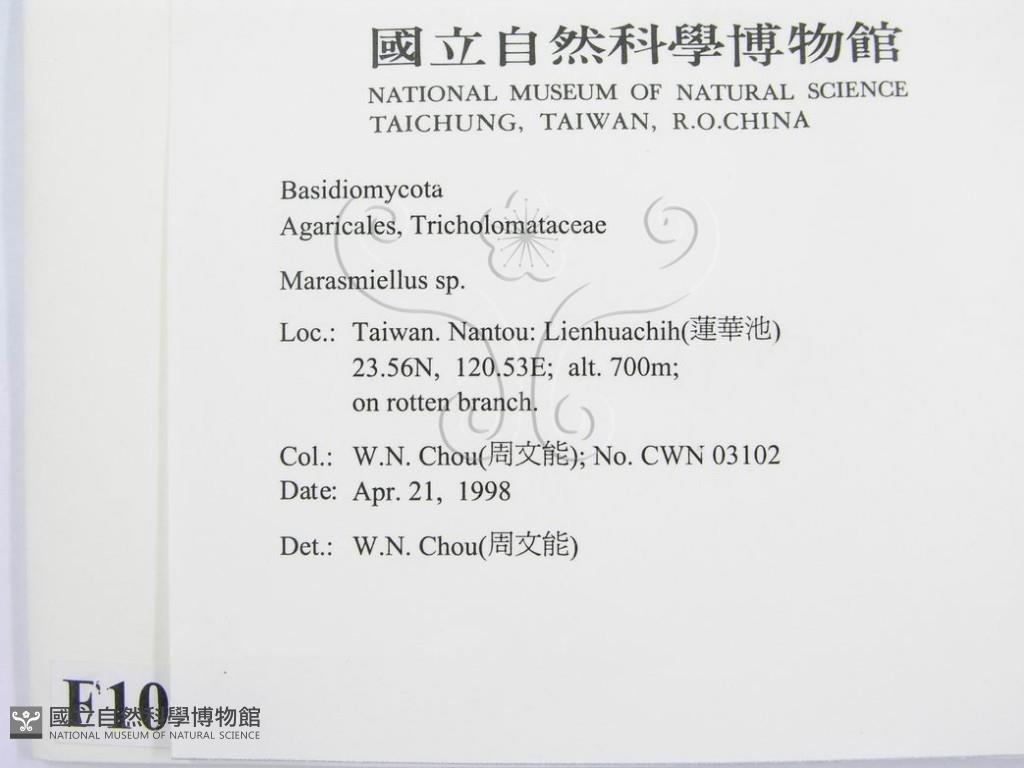 國立自然科學博物館
NATIONAL MUSEUM OF NATURAL SCIENCE
TAICHUNG, TAIWAN, R.O.CHINA
Basidiomycota
Agaricales, Tricholomataceae
Marasmiellus sp.
Loc.: Taiwan. Nantou: Lienhuachih(蓮華池)
23.56N, 120.53E; alt. 700m;
on rotten branch.
Col.: W.N. Chou(周文能); No. CWN 03102
Date: Apr. 21, 1998
Det.: W.N. Chou(周文能)
F10
國立自然科學博物館
NATIONAL MUSEUM OF NATURAL SCIENCE